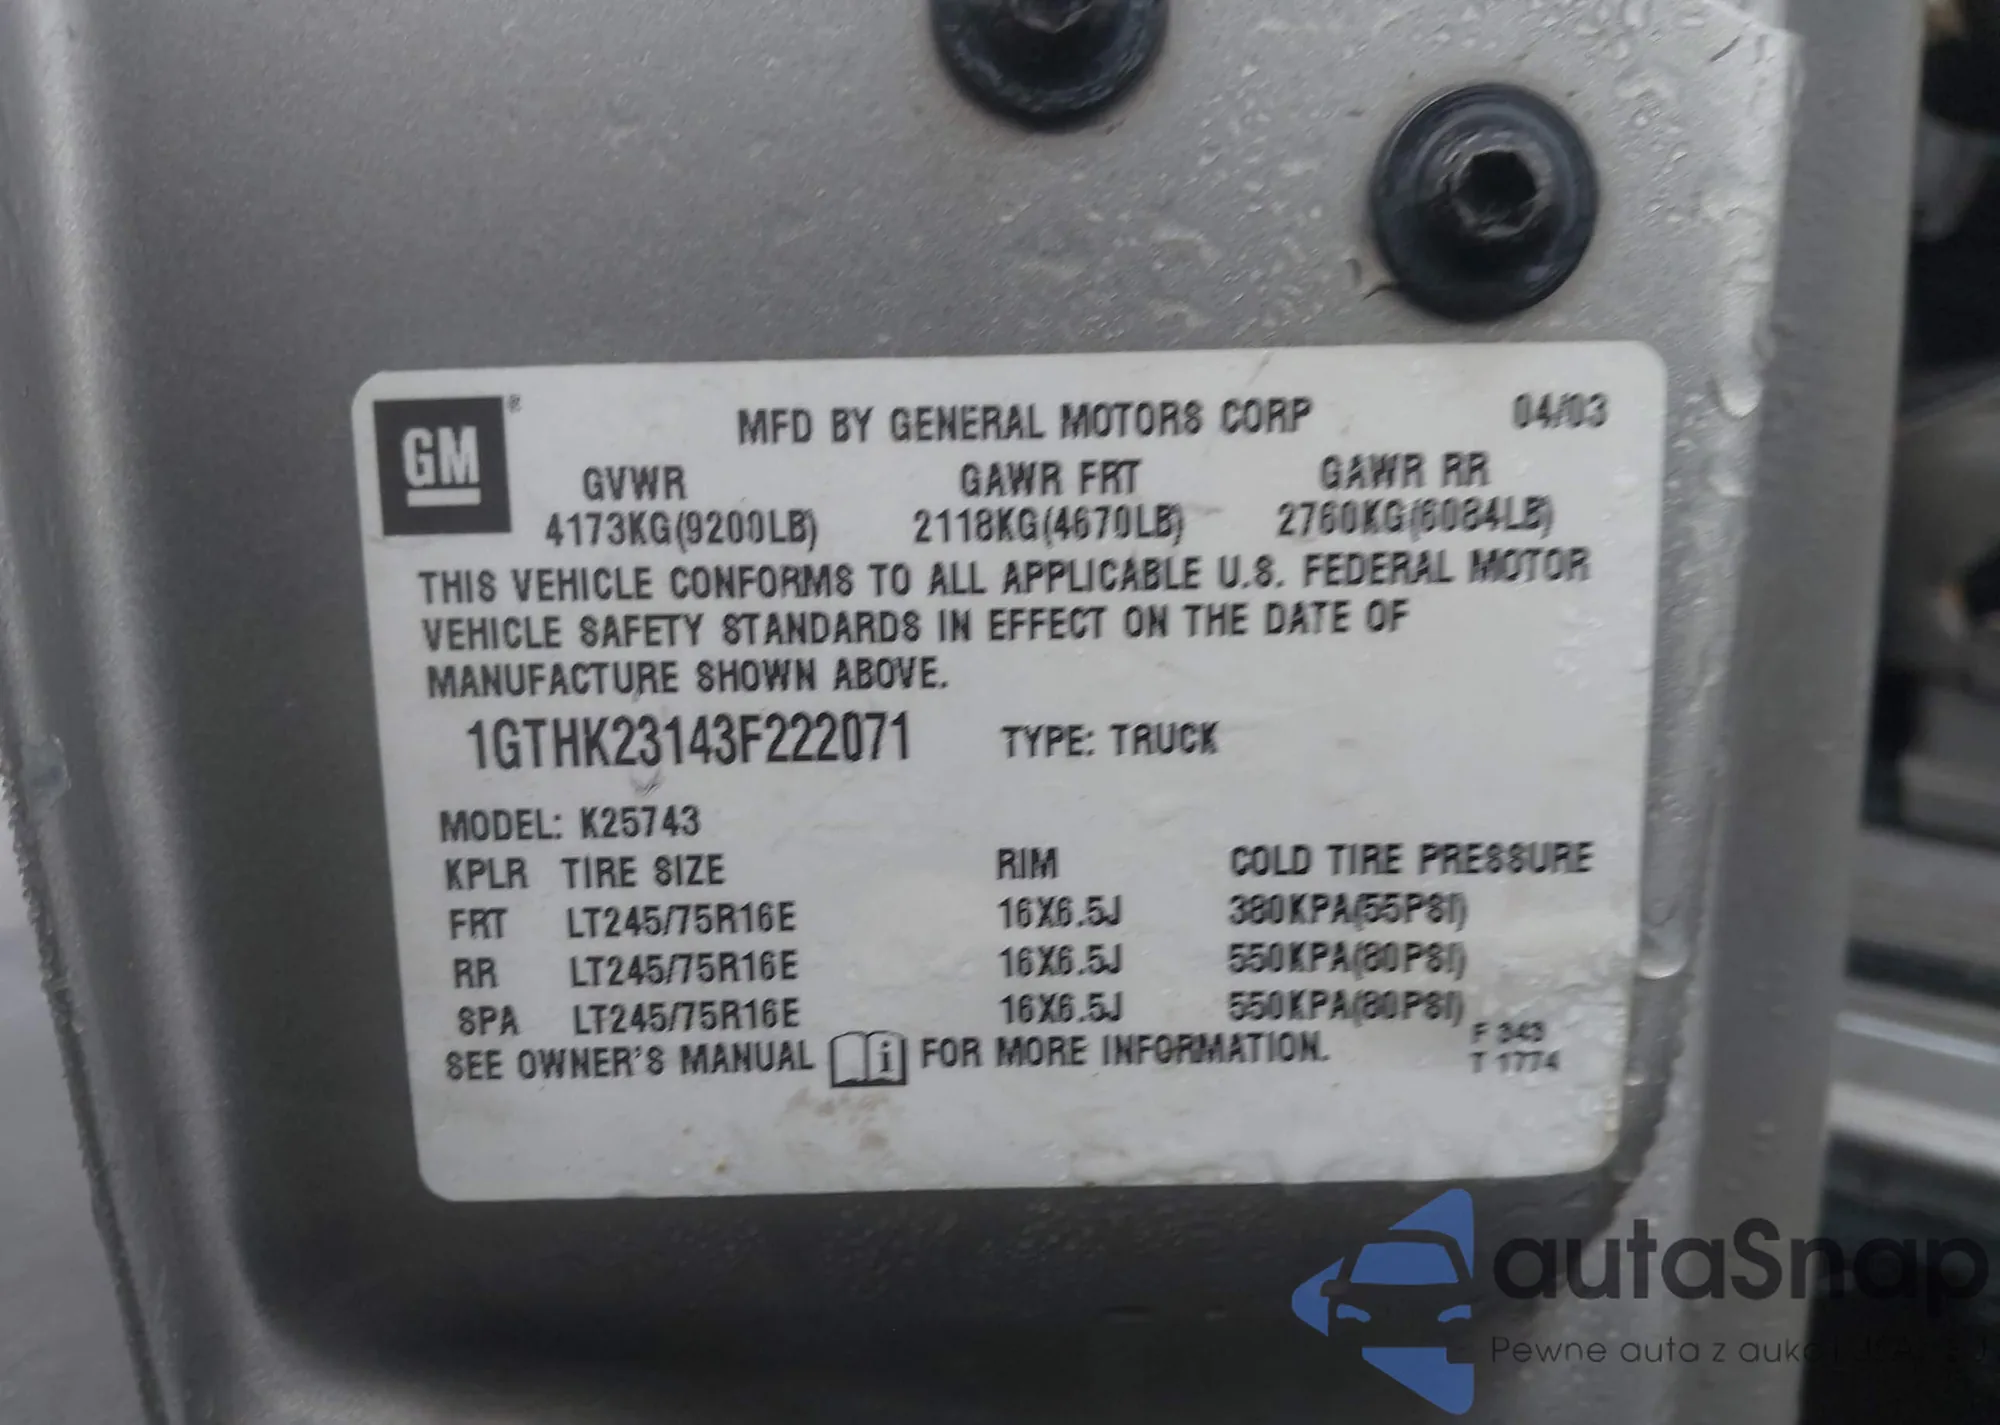 GM®
MFD BY GENERAL MOTORS CORP 04/03
GVWR GAWR FRT GAWR RR
4173KG(9200LB) 2118KG(4670LB) 2760KG(6084LB)
THIS VEHICLE CONFORMS TO ALL APPLICABLE U.S. FEDERAL MOTOR
VEHICLE SAFETY STANDARDS IN EFFECT ON THE DATE OF
MANUFACTURE SHOWN ABOVE.
1GTHK23143F222071 TYPE: TRUCK
MODEL: K25743
KPLR TIRE SIZE RIM COLD TIRE PRESSURE
FRT LT245/75R16E 16X6.5J 380KPA(55PSI)
RR LT245/75R16E 16X6.5J 550KPA(80PSI)
SPA LT245/75R16E 16X6.5J 550KPA(80PSI)
SEE OWNER'S MANUAL i FOR MORE INFORMATION.
F 343
T 1774
autaSnap
Pewne auta z